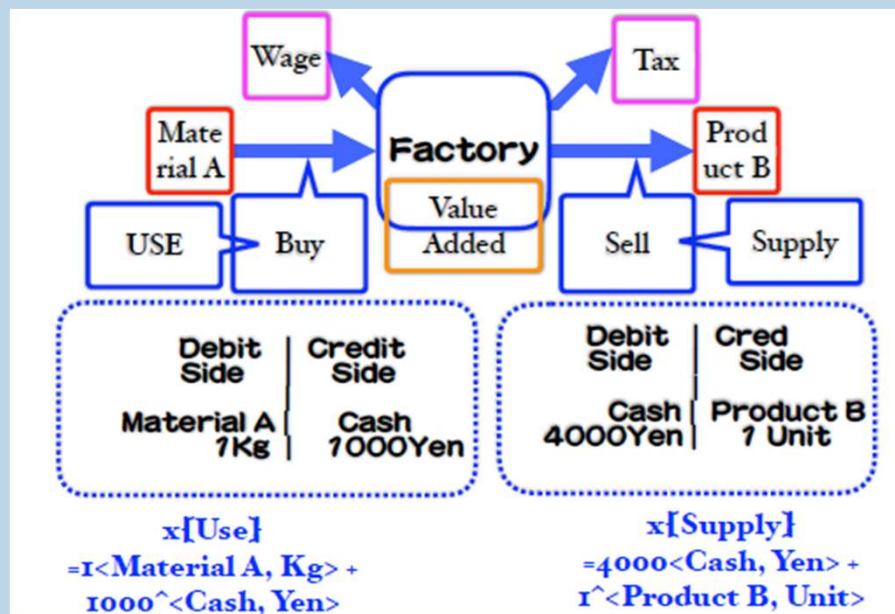 Wage
Tax
Mate
rial A
Factory
Prod
uct B
Value
Added
USE
Buy
Sell
Supply
Debit
Side
Credit
Side
Material A
1Kg
Cash
1000Yen
Debit
Side
Cred
Side
Cash
4000Yen
Product B
1 Unit
x{Use}
=1<Material A, Kg> +
1000^<Cash, Yen>
x{Supply}
=4000<Cash, Yen> +
1^<Product B, Unit>